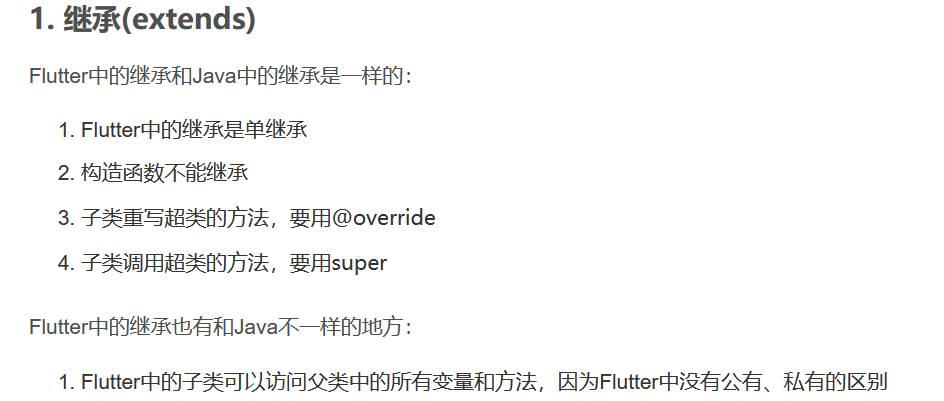 1. 继承(extends)
Flutter中的继承和Java中的继承是一样的：
1. Flutter中的继承是单继承
2. 构造函数不能继承
3. 子类重写超类的方法，要用@override
4. 子类调用超类的方法，要用super
Flutter中的继承也有和Java不一样的地方：
1. Flutter中的子类可以访问父类中的所有变量和方法，因为Flutter中没有公有、私有的区别